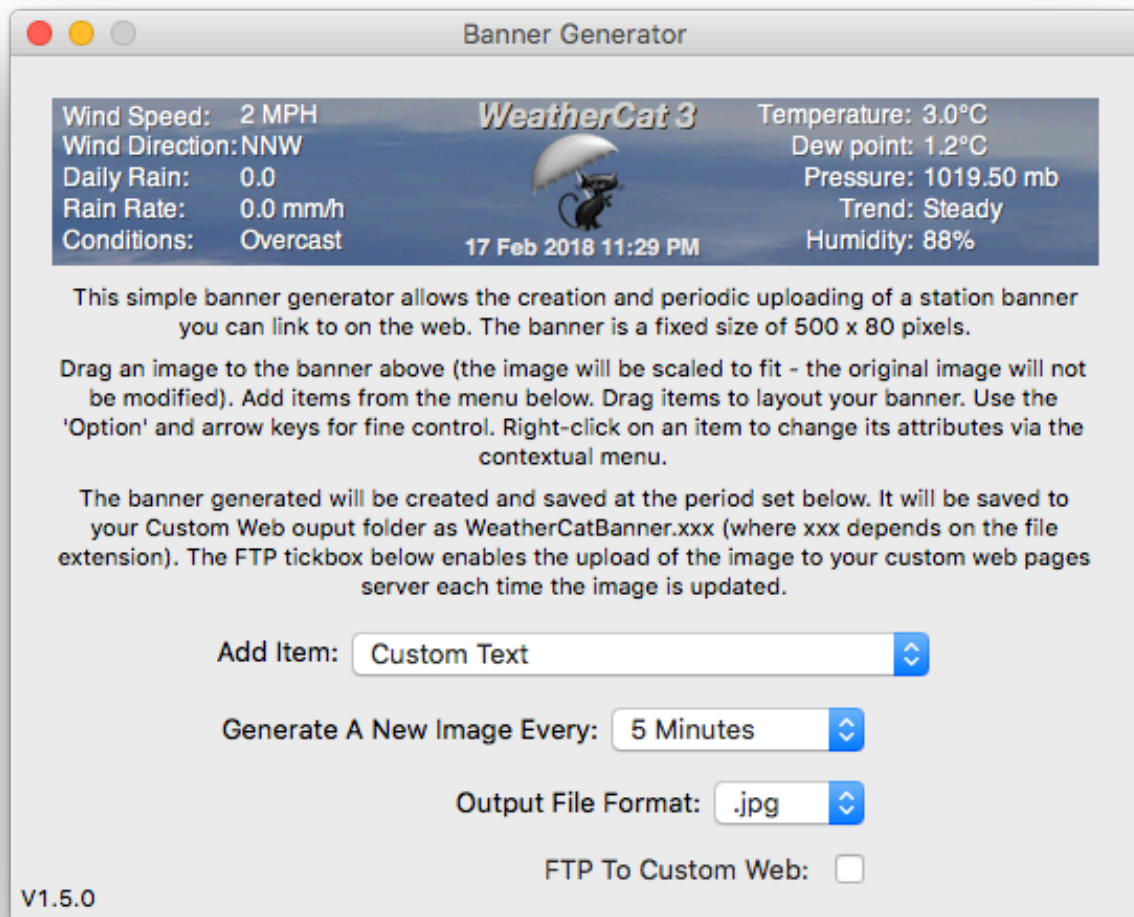 Banner Generator
Wind Speed: 2 MPH
Wind Direction: NNW
Daily Rain: 0.0
Rain Rate: 0.0 mm/h
Conditions: Overcast
WeatherCat 3
17 Feb 2018 11:29 PM
Temperature: 3.0°C
Dew point: 1.2°C
Pressure: 1019.50 mb
Trend: Steady
Humidity: 88%
This simple banner generator allows the creation and periodic uploading of a station banner
you can link to on the web. The banner is a fixed size of 500 x 80 pixels.
Drag an image to the banner above (the image will be scaled to fit - the original image will not
be modified). Add items from the menu below. Drag items to layout your banner. Use the
'Option' and arrow keys for fine control. Right-click on an item to change its attributes via the
contextual menu.
The banner generated will be created and saved at the period set below. It will be saved to
your Custom Web ouput folder as WeatherCatBanner.xxx (where xxx depends on the file
extension). The FTP tickbox below enables the upload of the image to your custom web pages
server each time the image is updated.
Add Item: Custom Text
Generate A New Image Every: 5 Minutes
Output File Format: .jpg
FTP To Custom Web:
V1.5.0